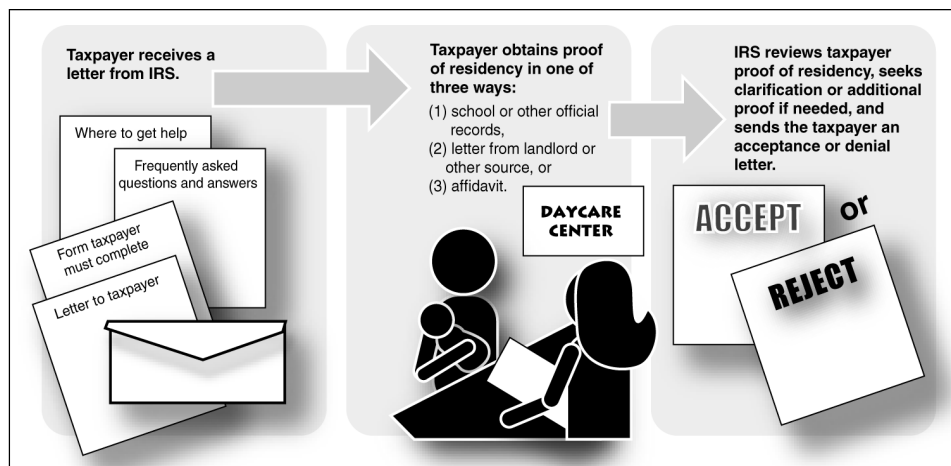 Taxpayer receives a
letter from IRS.
Where to get help
Frequently asked
questions and answers
Form taxpayer
must complete
Letter to taxpayer
Taxpayer obtains proof
of residency in one of
three ways:
(1) school or other official
records,
(2) letter from landlord or
other source, or
(3) affidavit.
DAYCARE
CENTER
IRS reviews taxpayer
proof of residency, seeks
clarification or additional
proof if needed, and
sends the taxpayer an
acceptance or denial
letter.
ACCEPT
or
REJECT